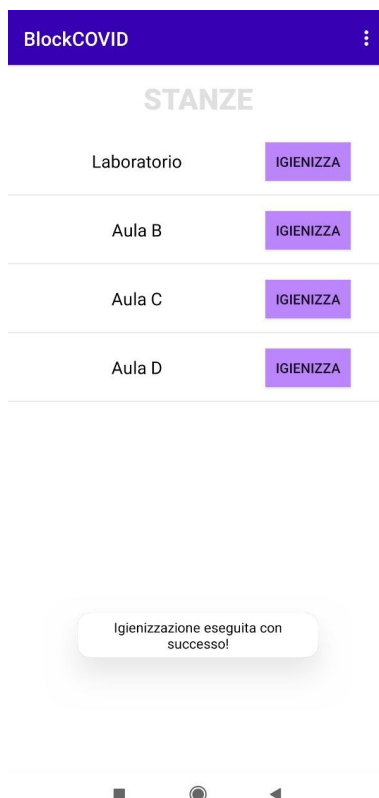 BlockCOVID
STANZE
Laboratorio IGIENIZZA
Aula B IGIENIZZA
Aula C IGIENIZZA
Aula D IGIENIZZA
Igienizzazione eseguita con
successo!